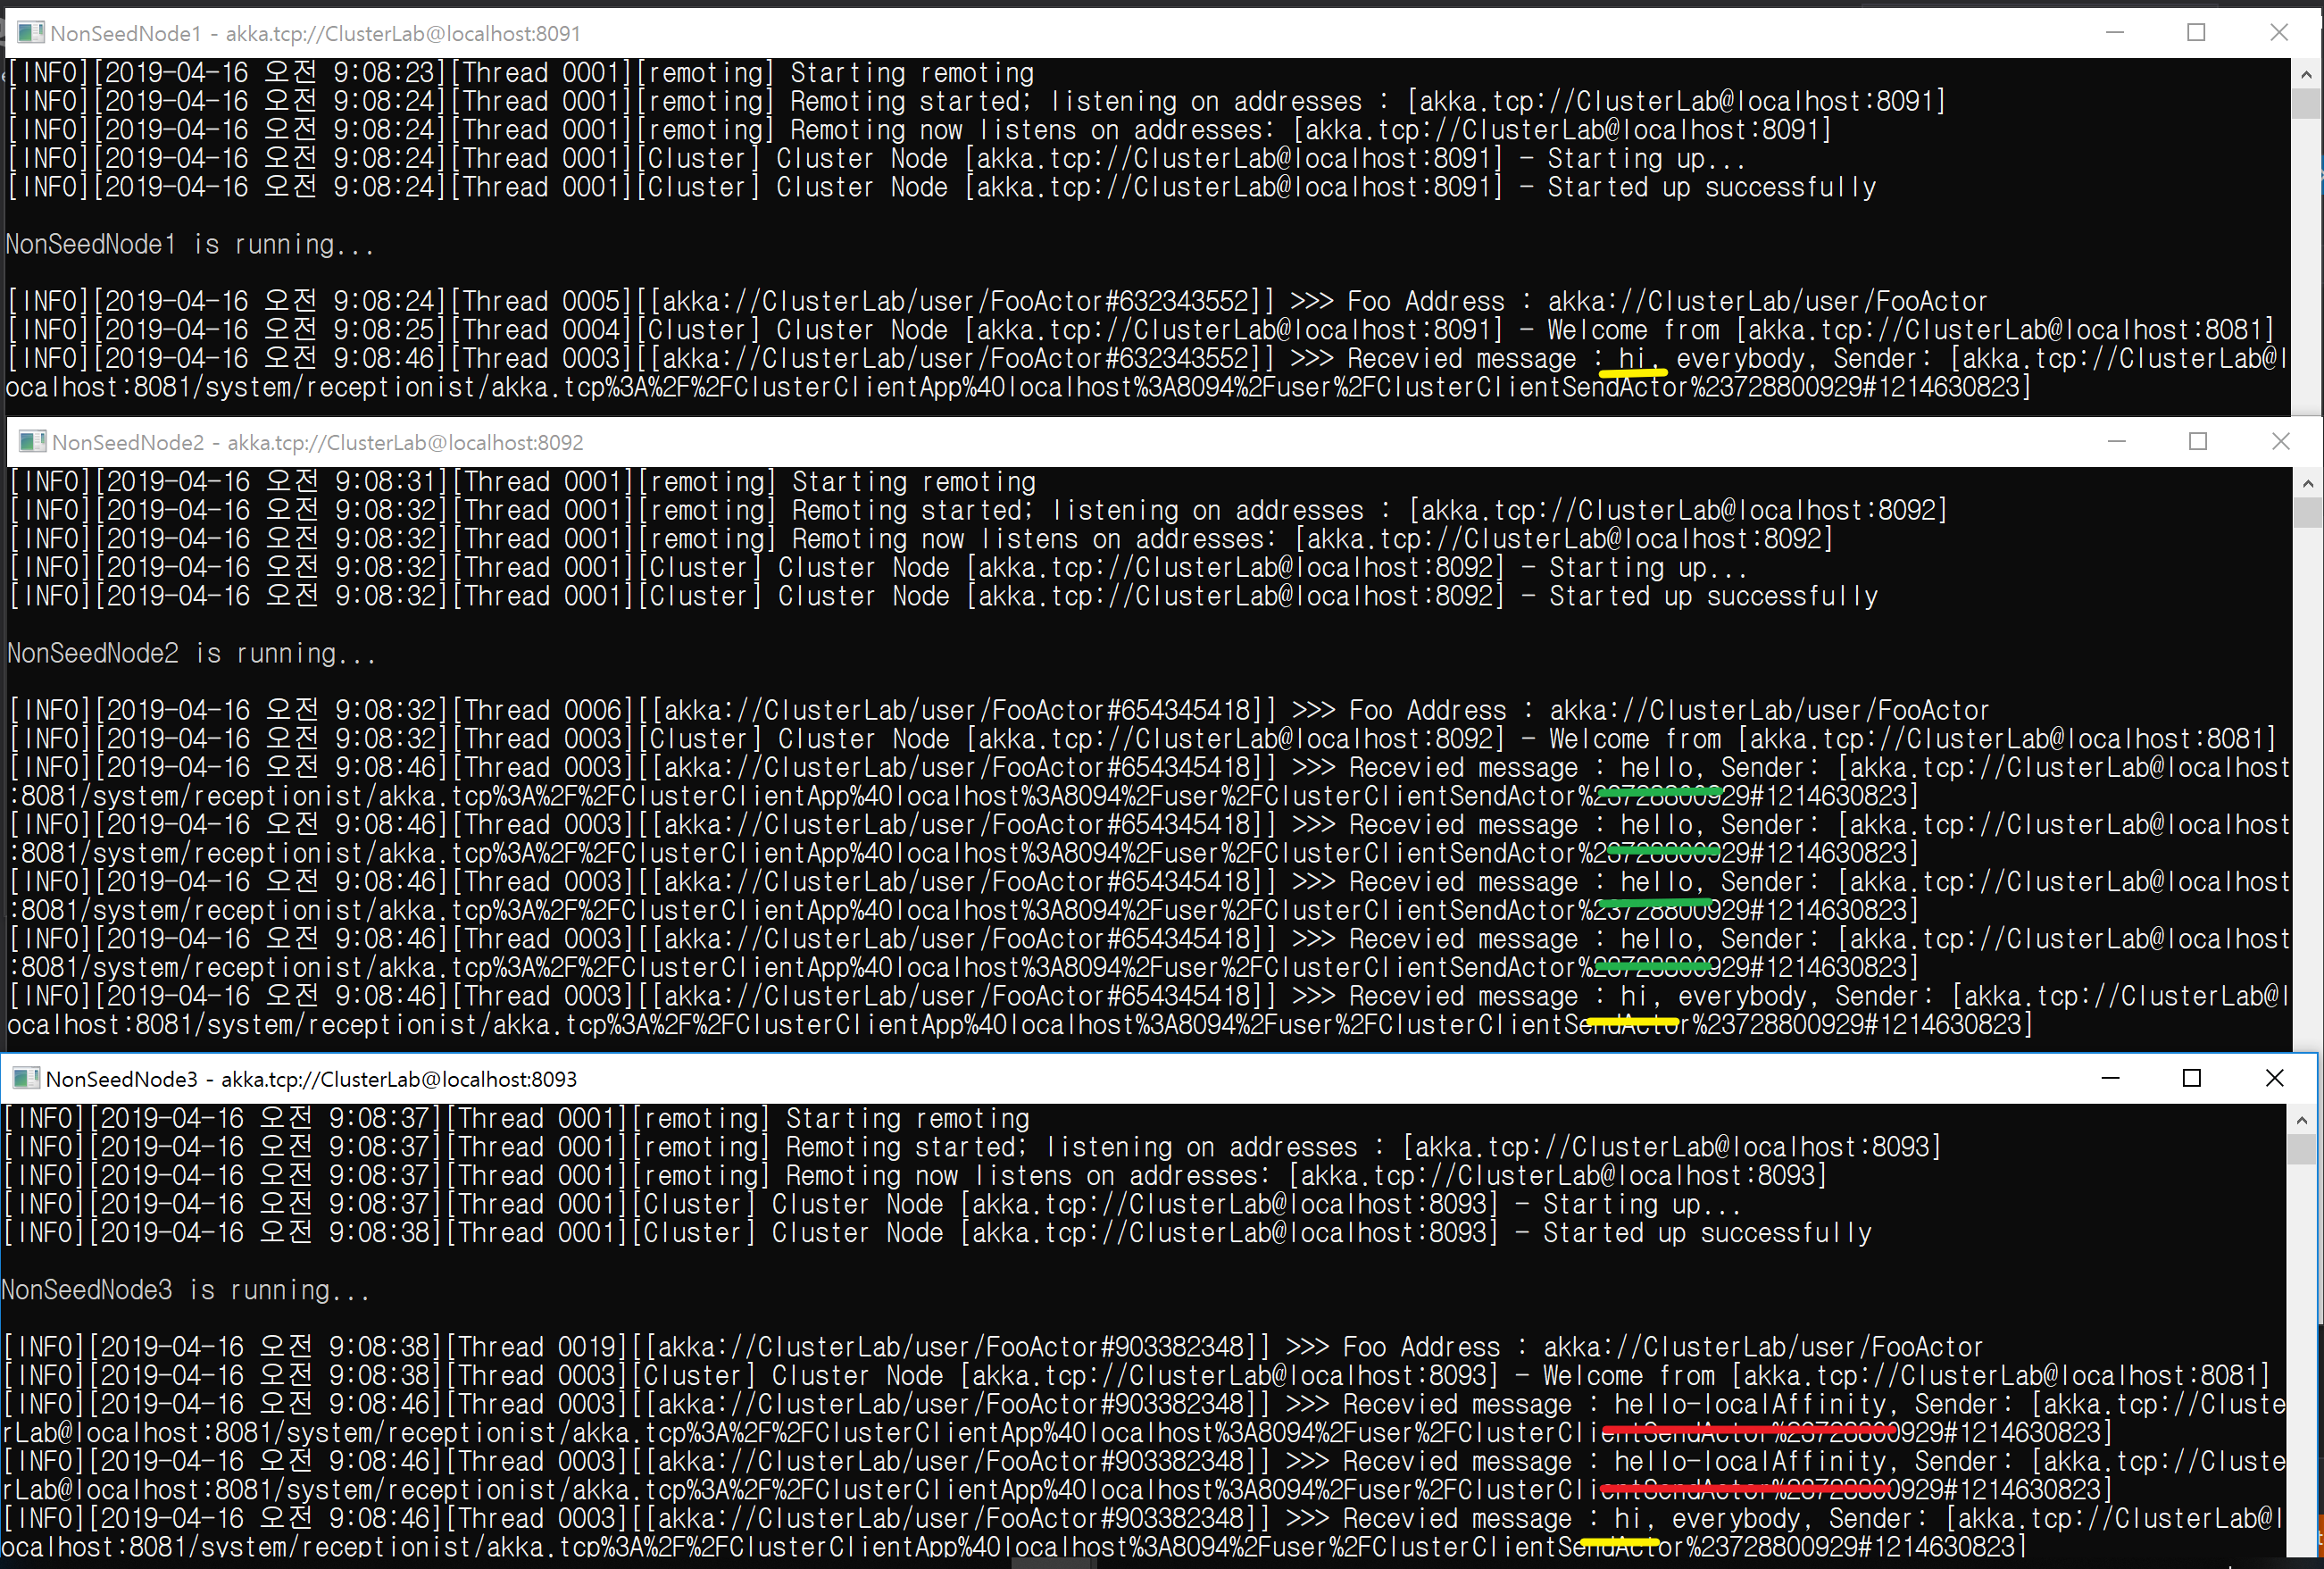 NonSeedNode1 - akka.tcp://ClusterLab@localhost:8091
[INFO][2019-04-16 오전 9:08:23][Thread 0001][remoting] Starting remoting
[INFO][2019-04-16 오전 9:08:24][Thread 0001][remoting] Remoting started; listening on addresses : [akka.tcp://ClusterLab@localhost:8091]
[INFO][2019-04-16 오전 9:08:24][Thread 0001][remoting] Remoting now listens on addresses: [akka.tcp://ClusterLab@localhost:8091]
[INFO][2019-04-16 오전 9:08:24][Thread 0001][Cluster] Cluster Node [akka.tcp://ClusterLab@localhost:8091] - Starting up...
[INFO][2019-04-16 오전 9:08:24][Thread 0001][Cluster] Cluster Node [akka.tcp://ClusterLab@localhost:8091] - Started up successfully
NonSeedNode1 is running...
[INFO][2019-04-16 오전 9:08:24][Thread 0005][[akka://ClusterLab/user/FooActor#632343552]] >>> Foo Address : akka://ClusterLab/user/FooActor
[INFO][2019-04-16 오전 9:08:25][Thread 0004][Cluster] Cluster Node [akka.tcp://ClusterLab@localhost:8091] - Welcome from [akka.tcp://ClusterLab@localhost:8081]
[INFO][2019-04-16 오전 9:08:46][Thread 0003][[akka://ClusterLab/user/FooActor#632343552]] >>> Recevied message : hi, everybody, Sender: [akka.tcp://ClusterLab@l
ocalhost:8081/system/receptionist/akka.tcp%3A%2F%2FClusterClientApp%40localhost%3A8094%2Fuser%2FClusterClientSendActor%23728800929#1214630823]
NonSeedNode2 - akka.tcp://ClusterLab@localhost:8092
[INFO][2019-04-16 오전 9:08:31][Thread 0001][remoting] Starting remoting
[INFO][2019-04-16 오전 9:08:32][Thread 0001][remoting] Remoting started; listening on addresses : [akka.tcp://ClusterLab@localhost:8092]
[INFO][2019-04-16 오전 9:08:32][Thread 0001][remoting] Remoting now listens on addresses: [akka.tcp://ClusterLab@localhost:8092]
[INFO][2019-04-16 오전 9:08:32][Thread 0001][Cluster] Cluster Node [akka.tcp://ClusterLab@localhost:8092] - Starting up...
[INFO][2019-04-16 오전 9:08:32][Thread 0001][Cluster] Cluster Node [akka.tcp://ClusterLab@localhost:8092] - Started up successfully
NonSeedNode2 is running...
[INFO][2019-04-16 오전 9:08:32][Thread 0006][[akka://ClusterLab/user/FooActor#654345418]] >>> Foo Address : akka://ClusterLab/user/FooActor
[INFO][2019-04-16 오전 9:08:32][Thread 0003][Cluster] Cluster Node [akka.tcp://ClusterLab@localhost:8092] - Welcome from [akka.tcp://ClusterLab@localhost:8081]
[INFO][2019-04-16 오전 9:08:46][Thread 0003][[akka://ClusterLab/user/FooActor#654345418]] >>> Recevied message : hello, Sender: [akka.tcp://ClusterLab@localhost
:8081/system/receptionist/akka.tcp%3A%2F%2FClusterClientApp%40localhost%3A8094%2Fuser%2FClusterClientSendActor%23728800929#1214630823]
[INFO][2019-04-16 오전 9:08:46][Thread 0003][[akka://ClusterLab/user/FooActor#654345418]] >>> Recevied message : hello, Sender: [akka.tcp://ClusterLab@localhost
:8081/system/receptionist/akka.tcp%3A%2F%2FClusterClientApp%40localhost%3A8094%2Fuser%2FClusterClientSendActor%23728800929#1214630823]
[INFO][2019-04-16 오전 9:08:46][Thread 0003][[akka://ClusterLab/user/FooActor#654345418]] >>> Recevied message : hello, Sender: [akka.tcp://ClusterLab@localhost
:8081/system/receptionist/akka.tcp%3A%2F%2FClusterClientApp%40localhost%3A8094%2Fuser%2FClusterClientSendActor%23728800929#1214630823]
[INFO][2019-04-16 오전 9:08:46][Thread 0003][[akka://ClusterLab/user/FooActor#654345418]] >>> Recevied message : hello, Sender: [akka.tcp://ClusterLab@localhost
:8081/system/receptionist/akka.tcp%3A%2F%2FClusterClientApp%40localhost%3A8094%2Fuser%2FClusterClientSendActor%23728800929#1214630823]
[INFO][2019-04-16 오전 9:08:46][Thread 0003][[akka://ClusterLab/user/FooActor#654345418]] >>> Recevied message : hi, everybody, Sender: [akka.tcp://ClusterLab@l
ocalhost:8081/system/receptionist/akka.tcp%3A%2F%2FClusterClientApp%40localhost%3A8094%2Fuser%2FClusterClientSendActor%23728800929#1214630823]
NonSeedNode3 - akka.tcp://ClusterLab@localhost:8093
[INFO][2019-04-16 오전 9:08:37][Thread 0001][remoting] Starting remoting
[INFO][2019-04-16 오전 9:08:37][Thread 0001][remoting] Remoting started; listening on addresses : [akka.tcp://ClusterLab@localhost:8093]
[INFO][2019-04-16 오전 9:08:37][Thread 0001][remoting] Remoting now listens on addresses: [akka.tcp://ClusterLab@localhost:8093]
[INFO][2019-04-16 오전 9:08:37][Thread 0001][Cluster] Cluster Node [akka.tcp://ClusterLab@localhost:8093] - Starting up...
[INFO][2019-04-16 오전 9:08:38][Thread 0001][Cluster] Cluster Node [akka.tcp://ClusterLab@localhost:8093] - Started up successfully
NonSeedNode3 is running...
[INFO][2019-04-16 오전 9:08:38][Thread 0019][[akka://ClusterLab/user/FooActor#903382348]] >>> Foo Address : akka://ClusterLab/user/FooActor
[INFO][2019-04-16 오전 9:08:38][Thread 0003][Cluster] Cluster Node [akka.tcp://ClusterLab@localhost:8093] - Welcome from [akka.tcp://ClusterLab@localhost:8081]
[INFO][2019-04-16 오전 9:08:46][Thread 0003][[akka://ClusterLab/user/FooActor#903382348]] >>> Recevied message : hello-localAffinity, Sender: [akka.tcp://Cluste
rLab@localhost:8081/system/receptionist/akka.tcp%3A%2F%2FClusterClientApp%40localhost%3A8094%2Fuser%2FClusterClientSendActor%23728800929#1214630823]
[INFO][2019-04-16 오전 9:08:46][Thread 0003][[akka://ClusterLab/user/FooActor#903382348]] >>> Recevied message : hello-localAffinity, Sender: [akka.tcp://Cluste
rLab@localhost:8081/system/receptionist/akka.tcp%3A%2F%2FClusterClientApp%40localhost%3A8094%2Fuser%2FClusterClientSendActor%23728800929#1214630823]
[INFO][2019-04-16 오전 9:08:46][Thread 0003][[akka://ClusterLab/user/FooActor#903382348]] >>> Recevied message : hi, everybody, Sender: [akka.tcp://ClusterLab@l
ocalhost:8081/system/receptionist/akka.tcp%3A%2F%2FClusterClientApp%40localhost%3A8094%2Fuser%2FClusterClientSendActor%23728800929#1214630823]